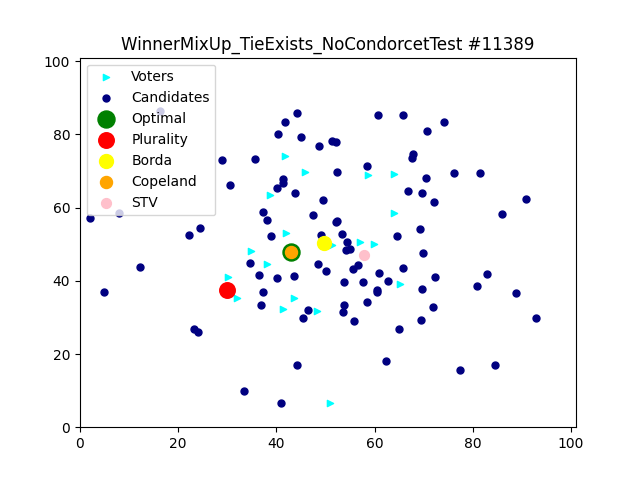 WinnerMixUp_TieExists_NoCondorcetTest #11389
Voters
Candidates
Optimal
Plurality
Borda
Copeland
STV
100
80
60
40
20
0
0 20 40 60 80 100